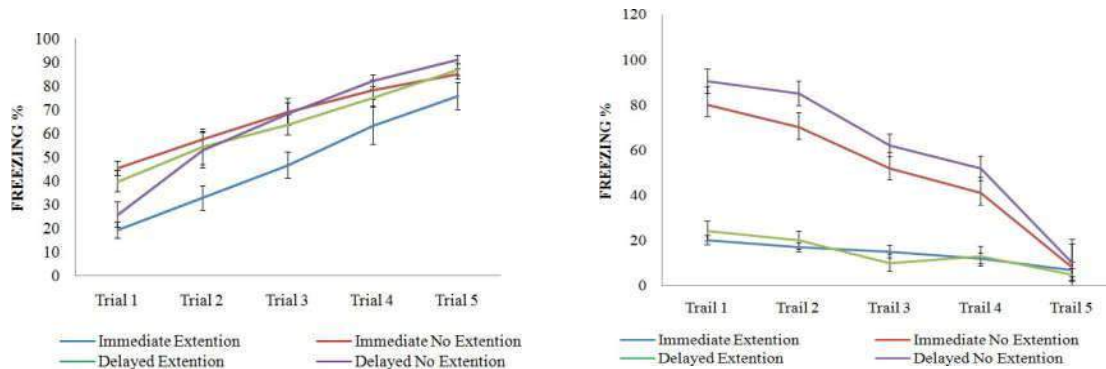 FREEZING %
100
90
80
70
60
50
40
30
20
10
0
Trial 1 Trial 2 Trial 3 Trial 4 Trial 5
Immediate Extention Immediate No Extention
Delayed Extention Delayed No Extention
FREEZING %
120
100
80
60
40
20
0
Trail 1 Trail 2 Trail 3 Trail 4 Trail 5
Immediate Extention Immediate No Extention
Delayed Extention Delayed No Extention